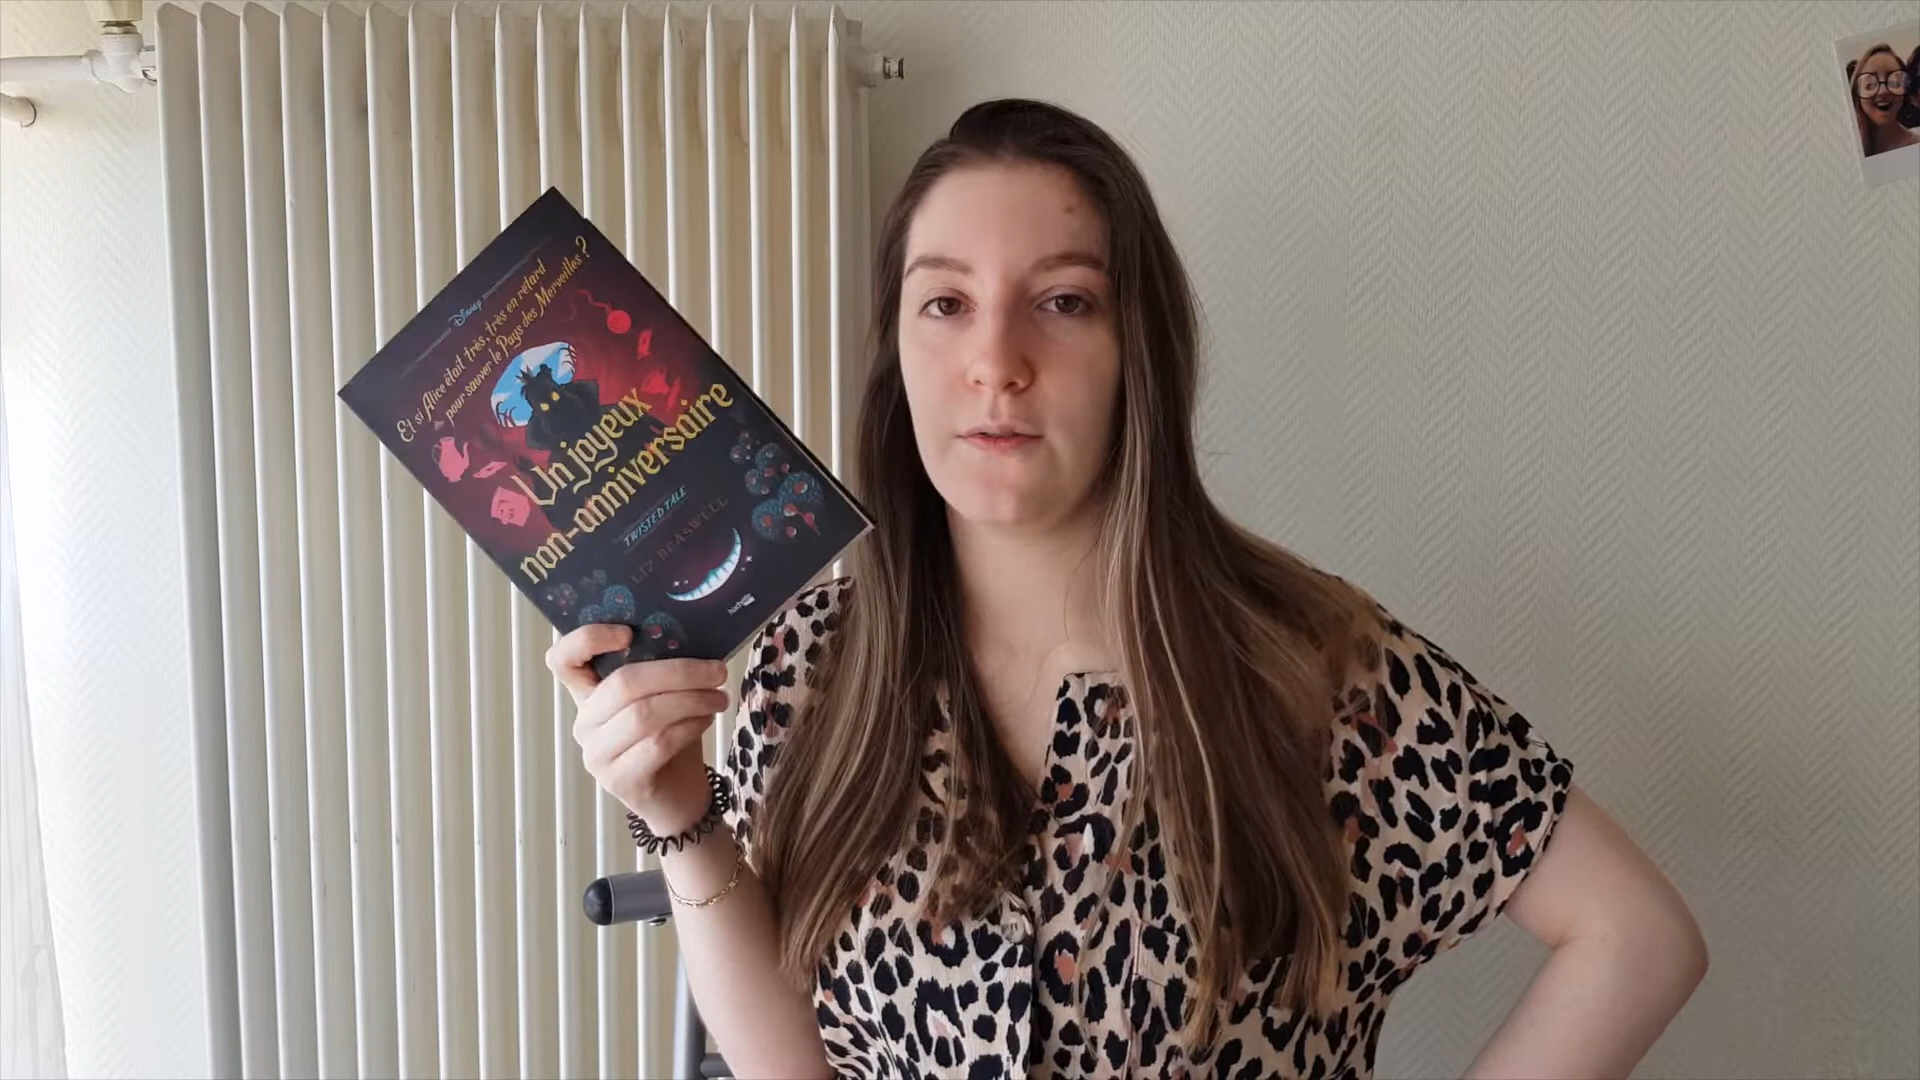 Disney
Et si Alice était très, très en retard
pour sauver le Pays des Merveilles ?
Un joyeux
non-anniversaire
TWISTED TALE
LIZ BRASWELL
hachette